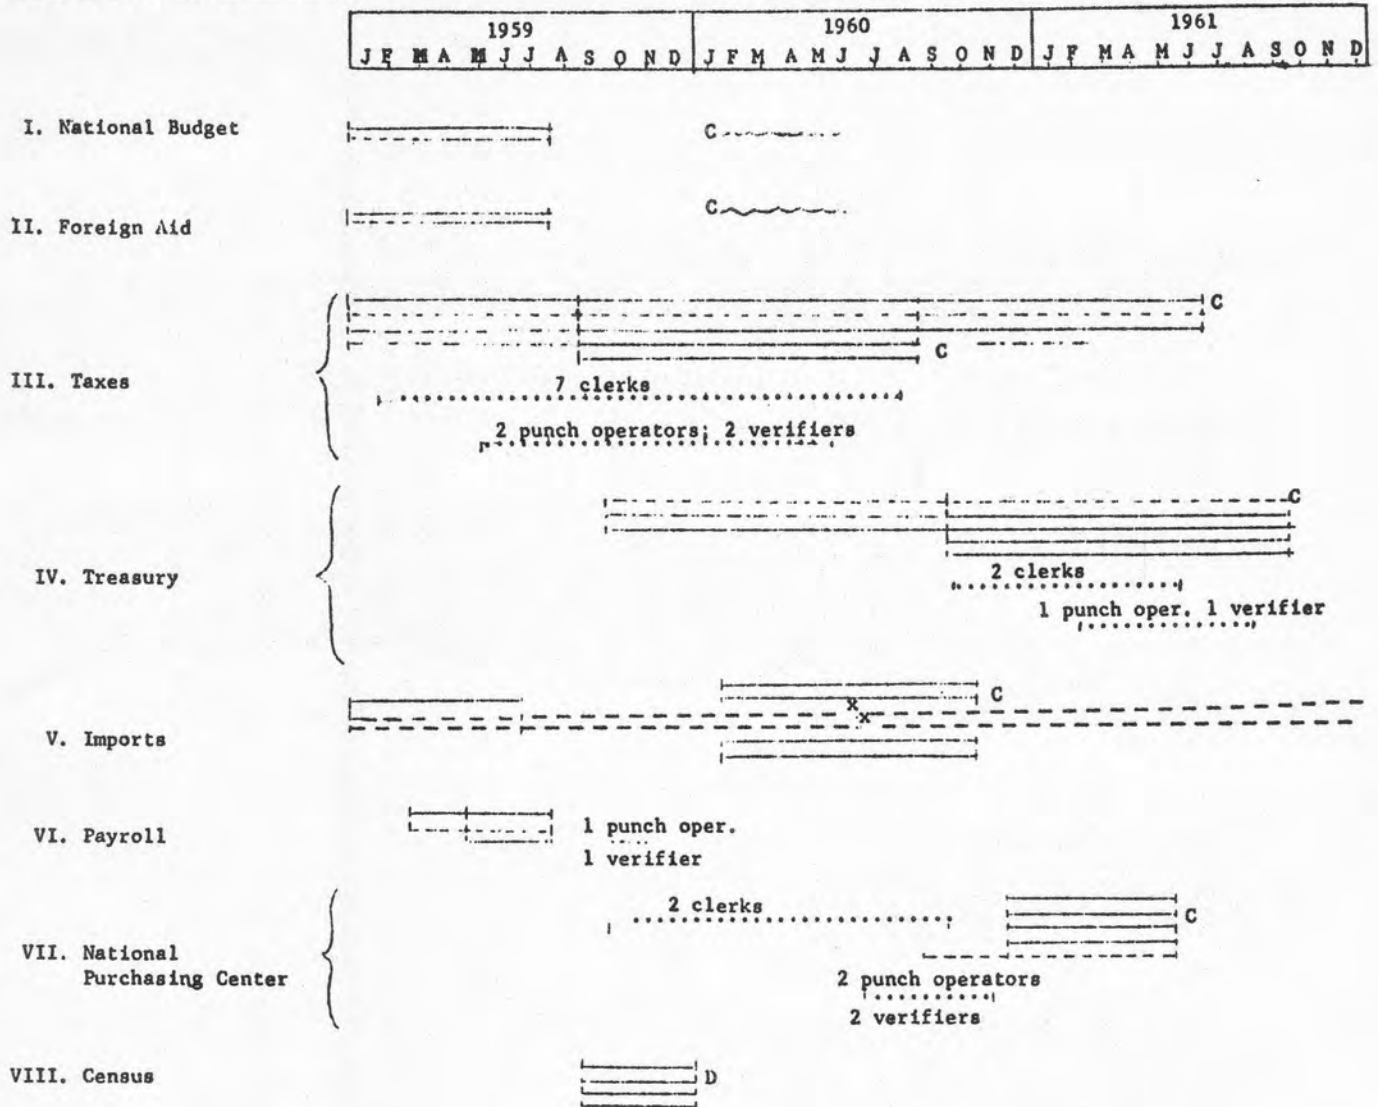 1959 1960 1961
J F M A M J J A S O N D J F M A M J J A S O N D J F M A M J J A S O N D
I. National Budget C
II. Foreign Aid C
C
C
III. Taxes
7 clerks
2 punch operators; 2 verifiers
C
IV. Treasury
2 clerks
1 punch oper. 1 verifier
C
x
x
V. Imports
VI. Payroll 1 punch oper.
1 verifier
2 clerks
C
VII. National
Purchasing Center
2 punch operators
2 verifiers
VIII. Census D